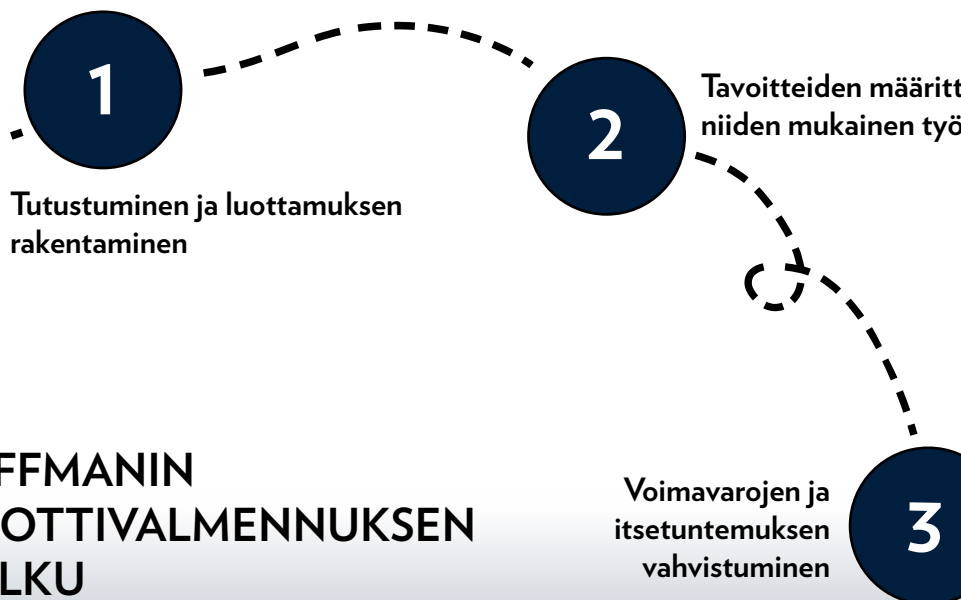 1
Tutustuminen ja luottamuksen
rakentaminen
2
Tavoitteiden määritt
niiden mukainen työ
Voimavarojen ja
itsetuntemuksen
vahvistuminen
3
FFMANIN
OTTIVALMENNUKSEN
LKU